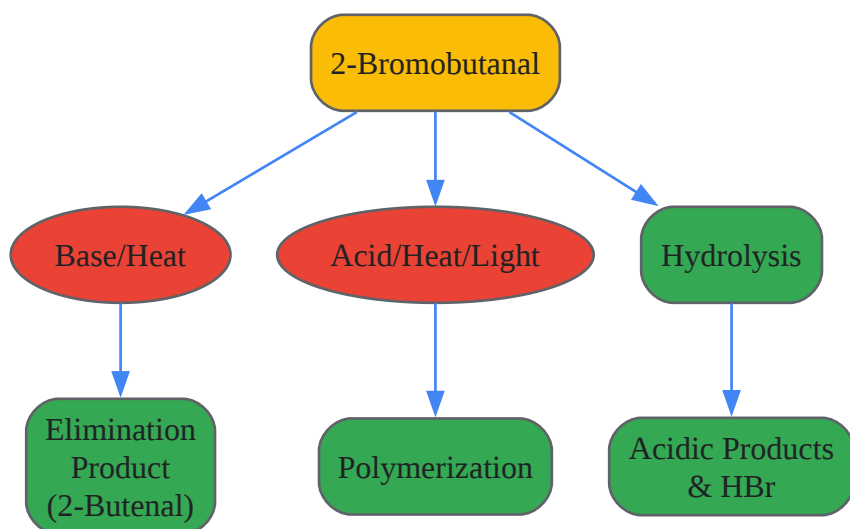 2-Bromobutanal
Base/Heat
Acid/Heat/Light
Hydrolysis
Elimination
Product
(2-Butenal)
Polymerization
Acidic Products
& HBr